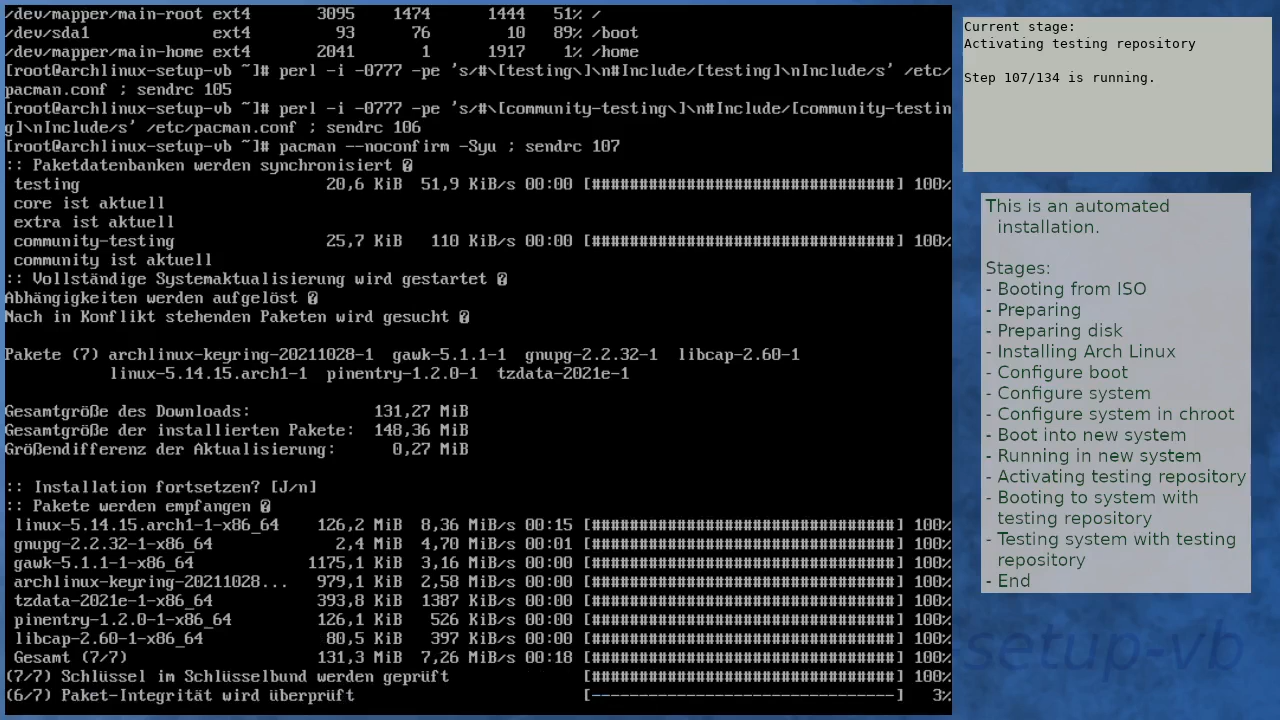 /dev/mapper/main-root ext4       3095    1474      1444   51% /
/dev/sda1             ext4         93      76        10   89% /boot
/dev/mapper/main-home ext4       2041       1      1917    1% /home
[root@archlinux-setup-vb ~]# perl -i -0777 -pe 's/#\[testing\]\n#Include/[testing]\nInclude/s' /etc/
pacman.conf ; sendrc 105
[root@archlinux-setup-vb ~]# perl -i -0777 -pe 's/#\[community-testing\]\n#Include/[community-testin
g]\nInclude/s' /etc/pacman.conf ; sendrc 106
[root@archlinux-setup-vb ~]# pacman --noconfirm -Syu ; sendrc 107
:: Paketdatenbanken werden synchronisiert �
 testing                          20,6 KiB  51,9 KiB/s 00:00 [################################] 100%
 core ist aktuell
 extra ist aktuell
 community-testing                25,7 KiB   110 KiB/s 00:00 [################################] 100%
 community ist aktuell
:: Vollständige Systemaktualisierung wird gestartet �
Abhängigkeiten werden aufgelöst �
Nach in Konflikt stehenden Paketen wird gesucht �
Pakete (7) archlinux-keyring-20211028-1  gawk-5.1.1-1  gnupg-2.2.32-1  libcap-2.60-1
           linux-5.14.15.arch1-1  pinentry-1.2.0-1  tzdata-2021e-1
Gesamtgröße des Downloads:             131,27 MiB
Gesamtgröße der installierten Pakete:  148,36 MiB
Größendifferenz der Aktualisierung:      0,27 MiB
:: Installation fortsetzen? [J/n]
:: Pakete werden empfangen �
 linux-5.14.15.arch1-1-x86_64    126,2 MiB  8,36 MiB/s 00:15 [################################] 100%
 gnupg-2.2.32-1-x86_64             2,4 MiB  4,70 MiB/s 00:01 [################################] 100%
 gawk-5.1.1-1-x86_64            1175,1 KiB  3,16 MiB/s 00:00 [################################] 100%
 archlinux-keyring-20211028...   979,1 KiB  2,58 MiB/s 00:00 [################################] 100%
 tzdata-2021e-1-x86_64           393,8 KiB  1387 KiB/s 00:00 [################################] 100%
 pinentry-1.2.0-1-x86_64         126,1 KiB   526 KiB/s 00:00 [################################] 100%
 libcap-2.60-1-x86_64             80,5 KiB   397 KiB/s 00:00 [################################] 100%
 Gesamt (7/7)                    131,3 MiB  7,26 MiB/s 00:18 [################################] 100%
(7/7) Schlüssel im Schlüsselbund werden geprüft              [################################] 100%
(6/7) Paket-Integrität wird überprüft                        [--------------------------------]   3%
Current stage:
Activating testing repository
Step 107/134 is running.
This is an automated
installation.
Stages:
- Booting from ISO
- Preparing
- Preparing disk
- Installing Arch Linux
- Configure boot
- Configure system
- Configure system in chroot
- Boot into new system
- Running in new system
- Activating testing repository
- Booting to system with
testing repository
- Testing system with testing
repository
- End
setup-vb